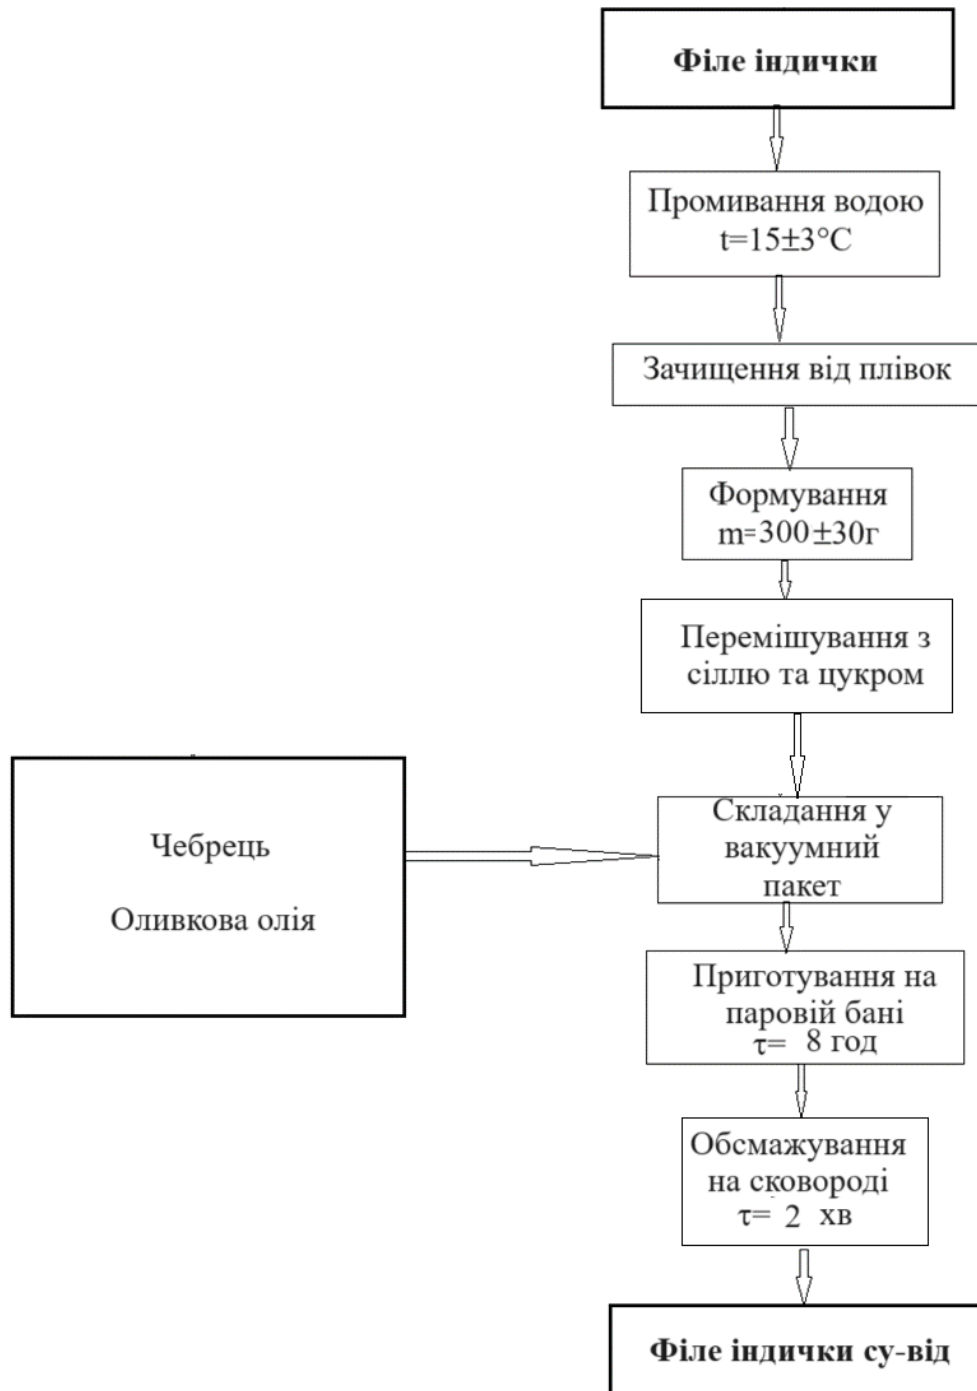 Філе індички
Промивання водою
t=15±3°С
Зачищення від плівок
Формування
m=300±30г
Перемішування з
сіллю та цукром
Чебрець
Оливкова олія
Складання у
вакуумний
пакет
Приготування на
паровій бані
τ= 8 год
Обсмажування
на сковороді
τ= 2 хв
Філе індички су-від